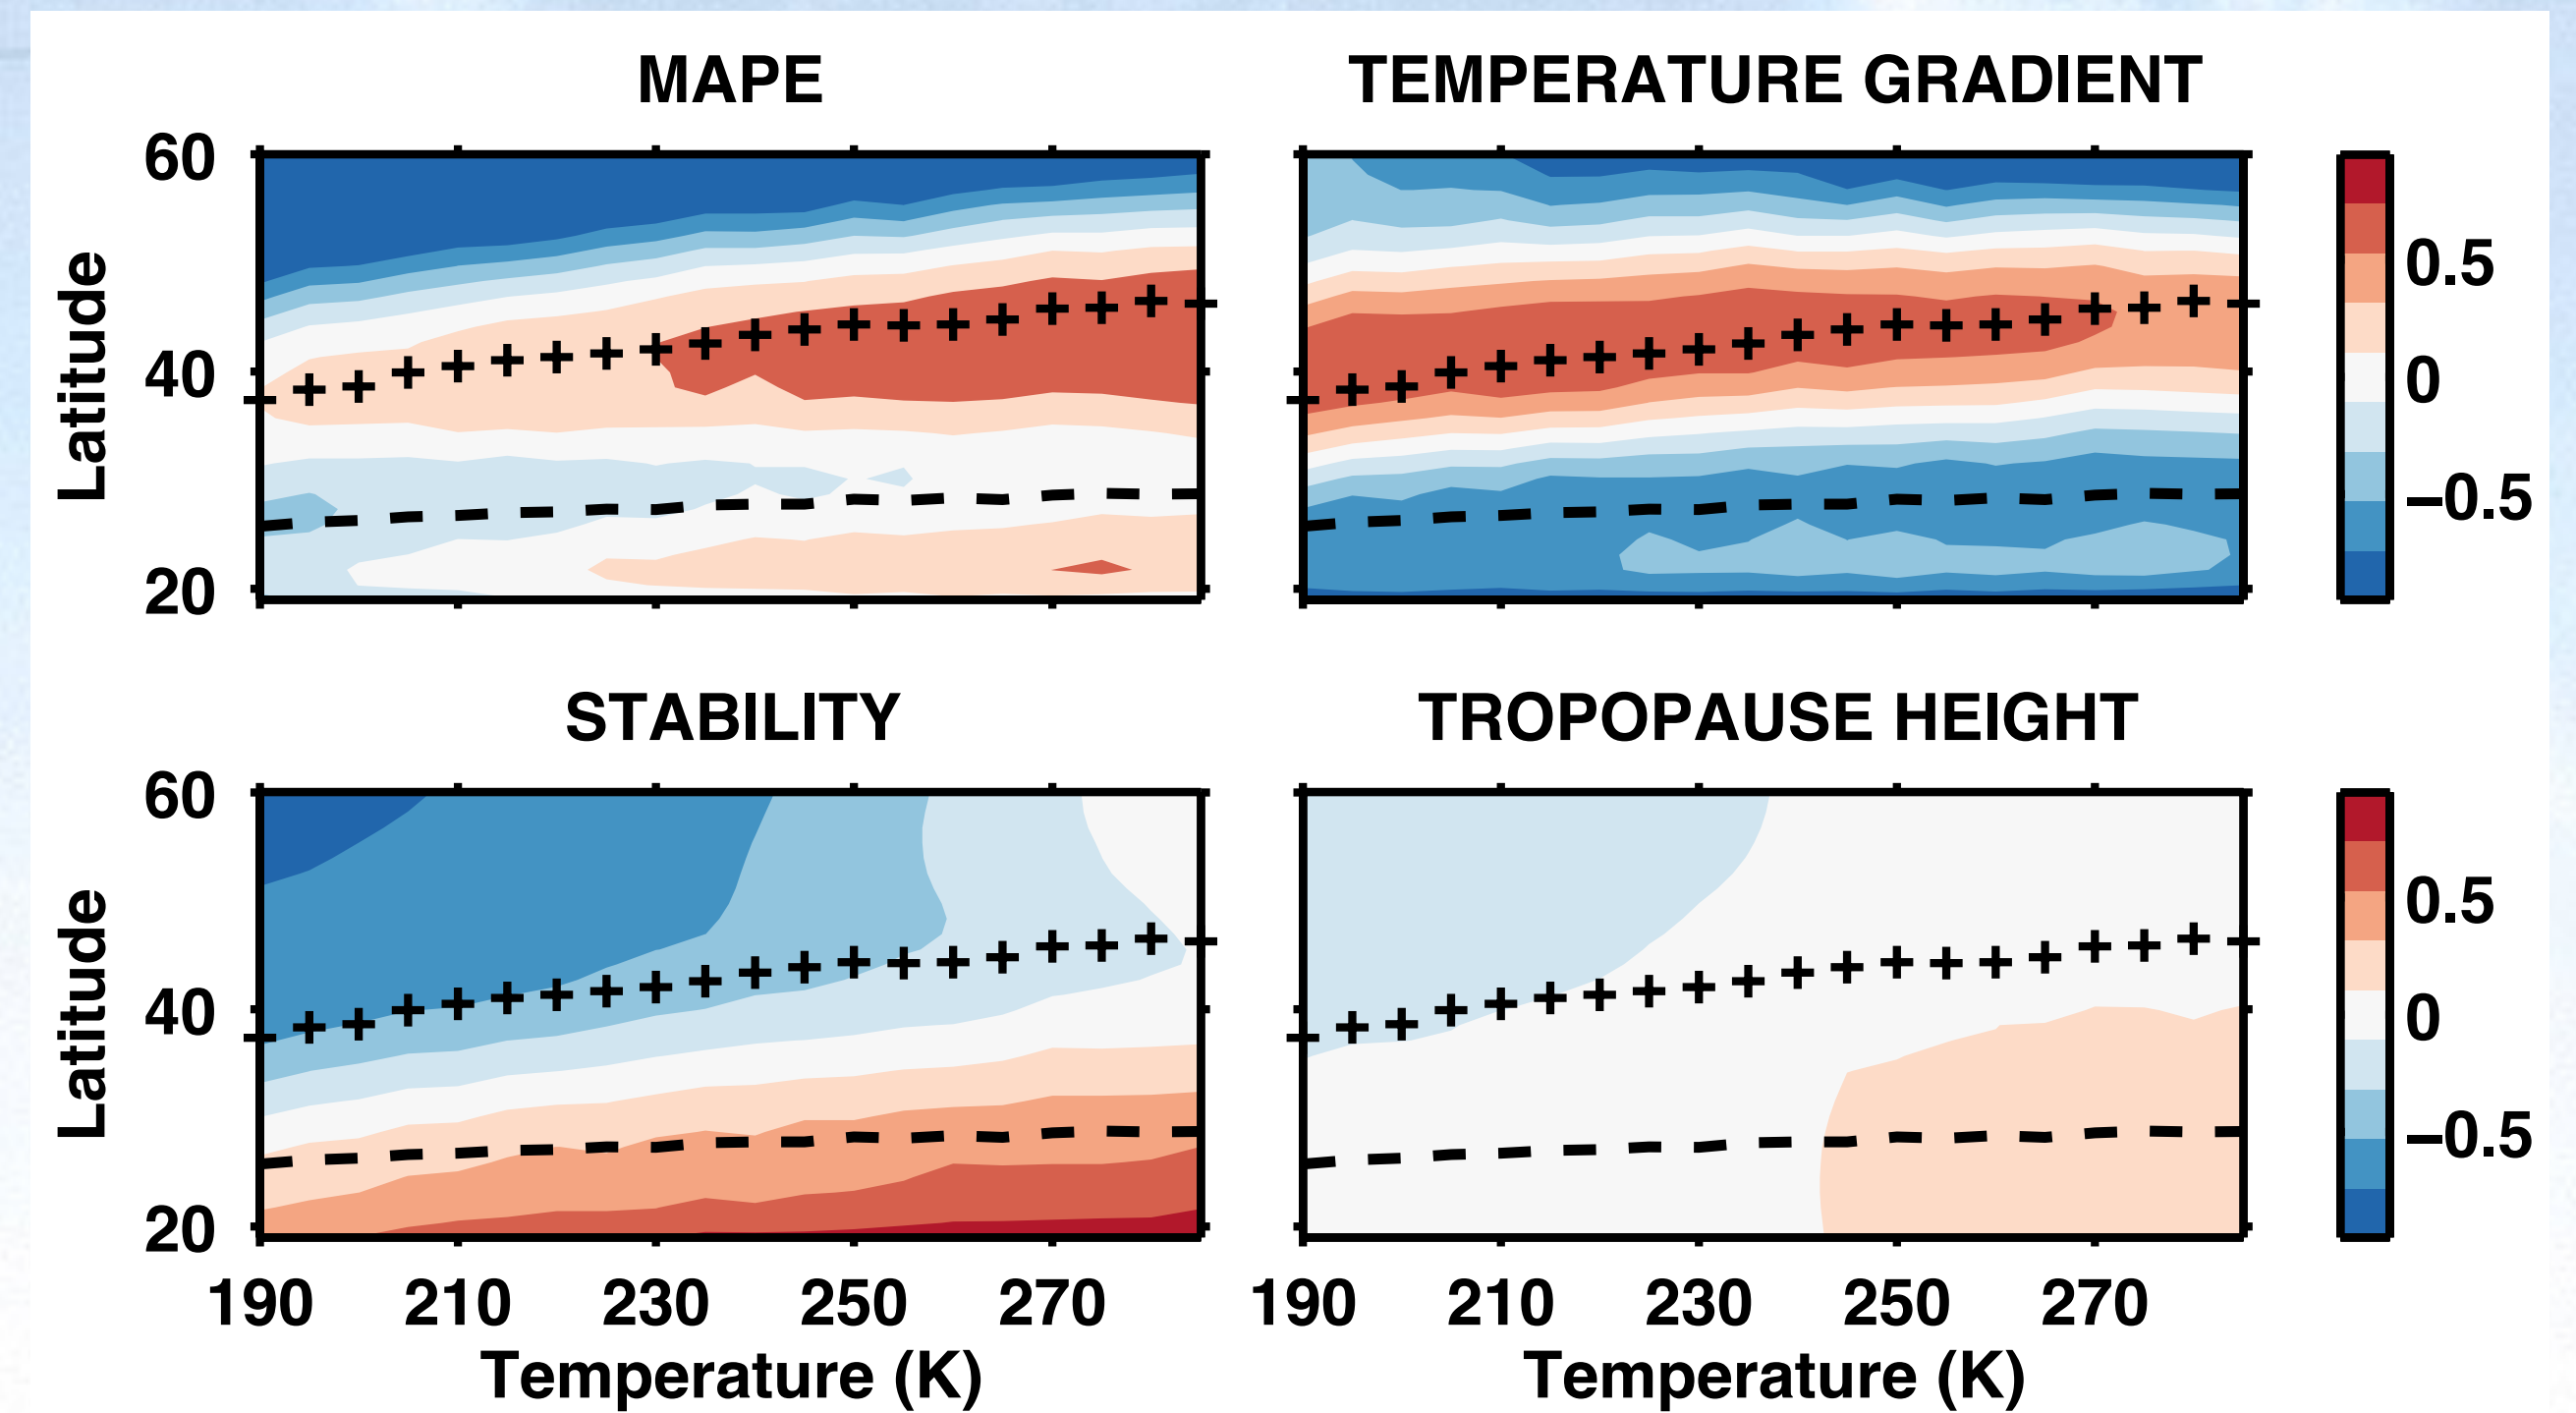 MAPE
TEMPERATURE GRADIENT
60
40
20
Latitude
0.5
0
−0.5
STABILITY
TROPOPAUSE HEIGHT
60
40
20
Latitude
0.5
0
−0.5
190 210 230 250 270
190 210 230 250 270
Temperature (K)
Temperature (K)